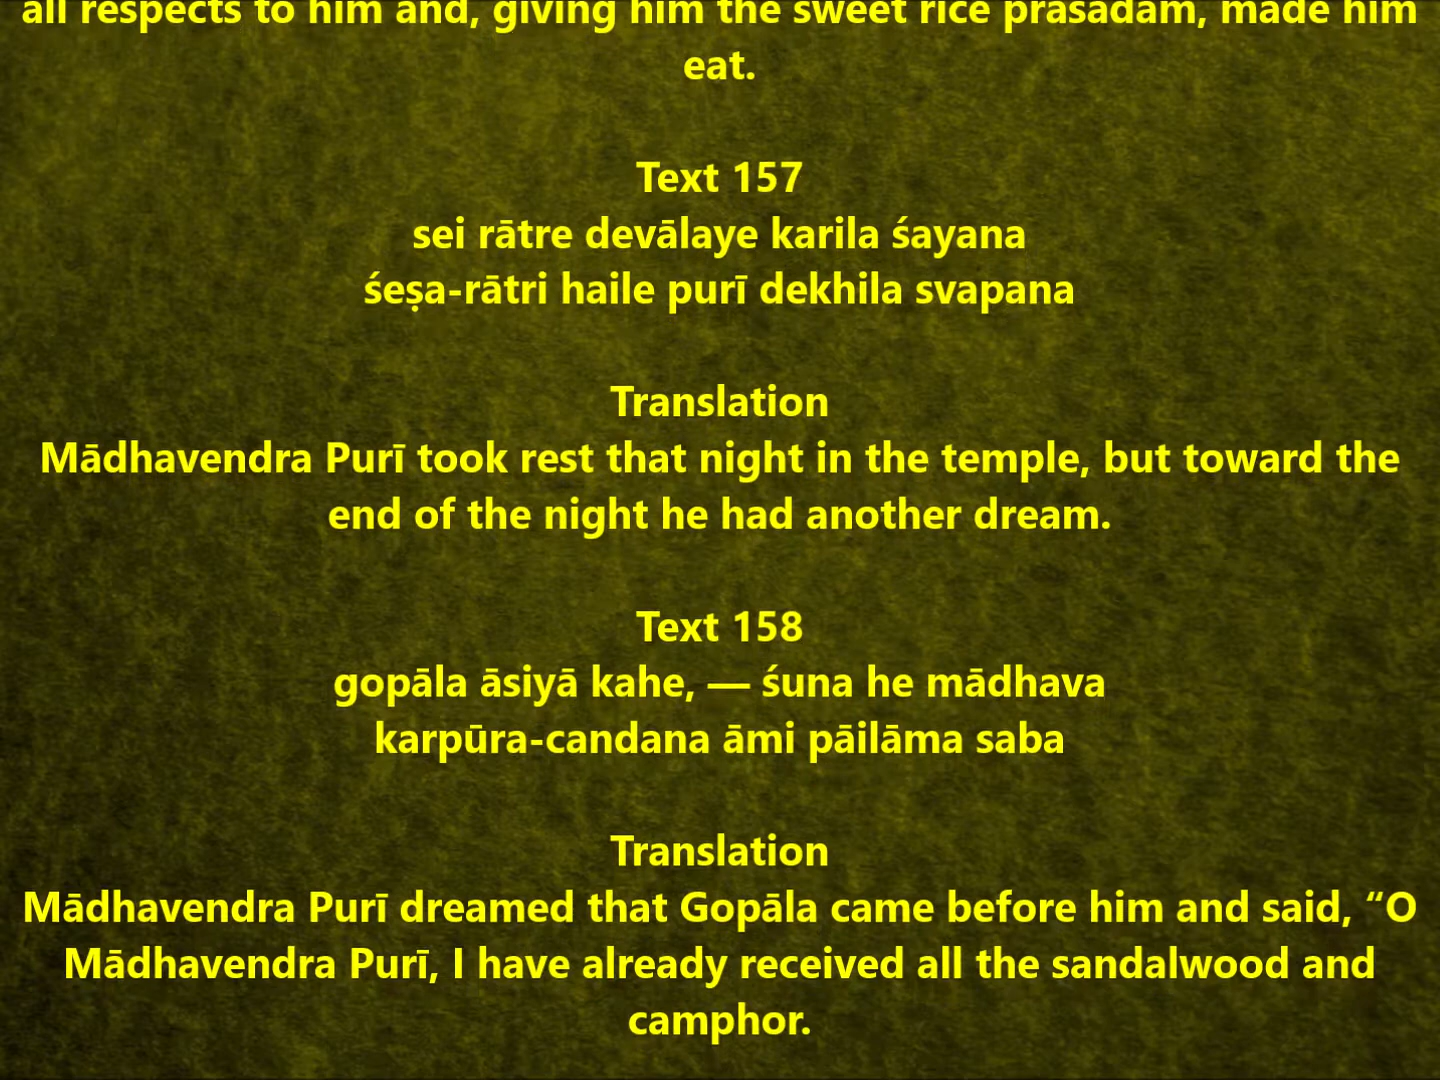 all respects to him and, giving him the sweet rice prasādam, made him
eat.
Text 157
sei rātre devālaye karila śayana
śeṣa-rātri haile purī dekhila svapana
Translation
Mādhavendra Purī took rest that night in the temple, but toward the
end of the night he had another dream.
Text 158
gopāla āsiyā kahe, — śuna he mādhava
karpūra-candana āmi pāilāma saba
Translation
Mādhavendra Purī dreamed that Gopāla came before him and said, “O
Mādhavendra Purī, I have already received all the sandalwood and
camphor.